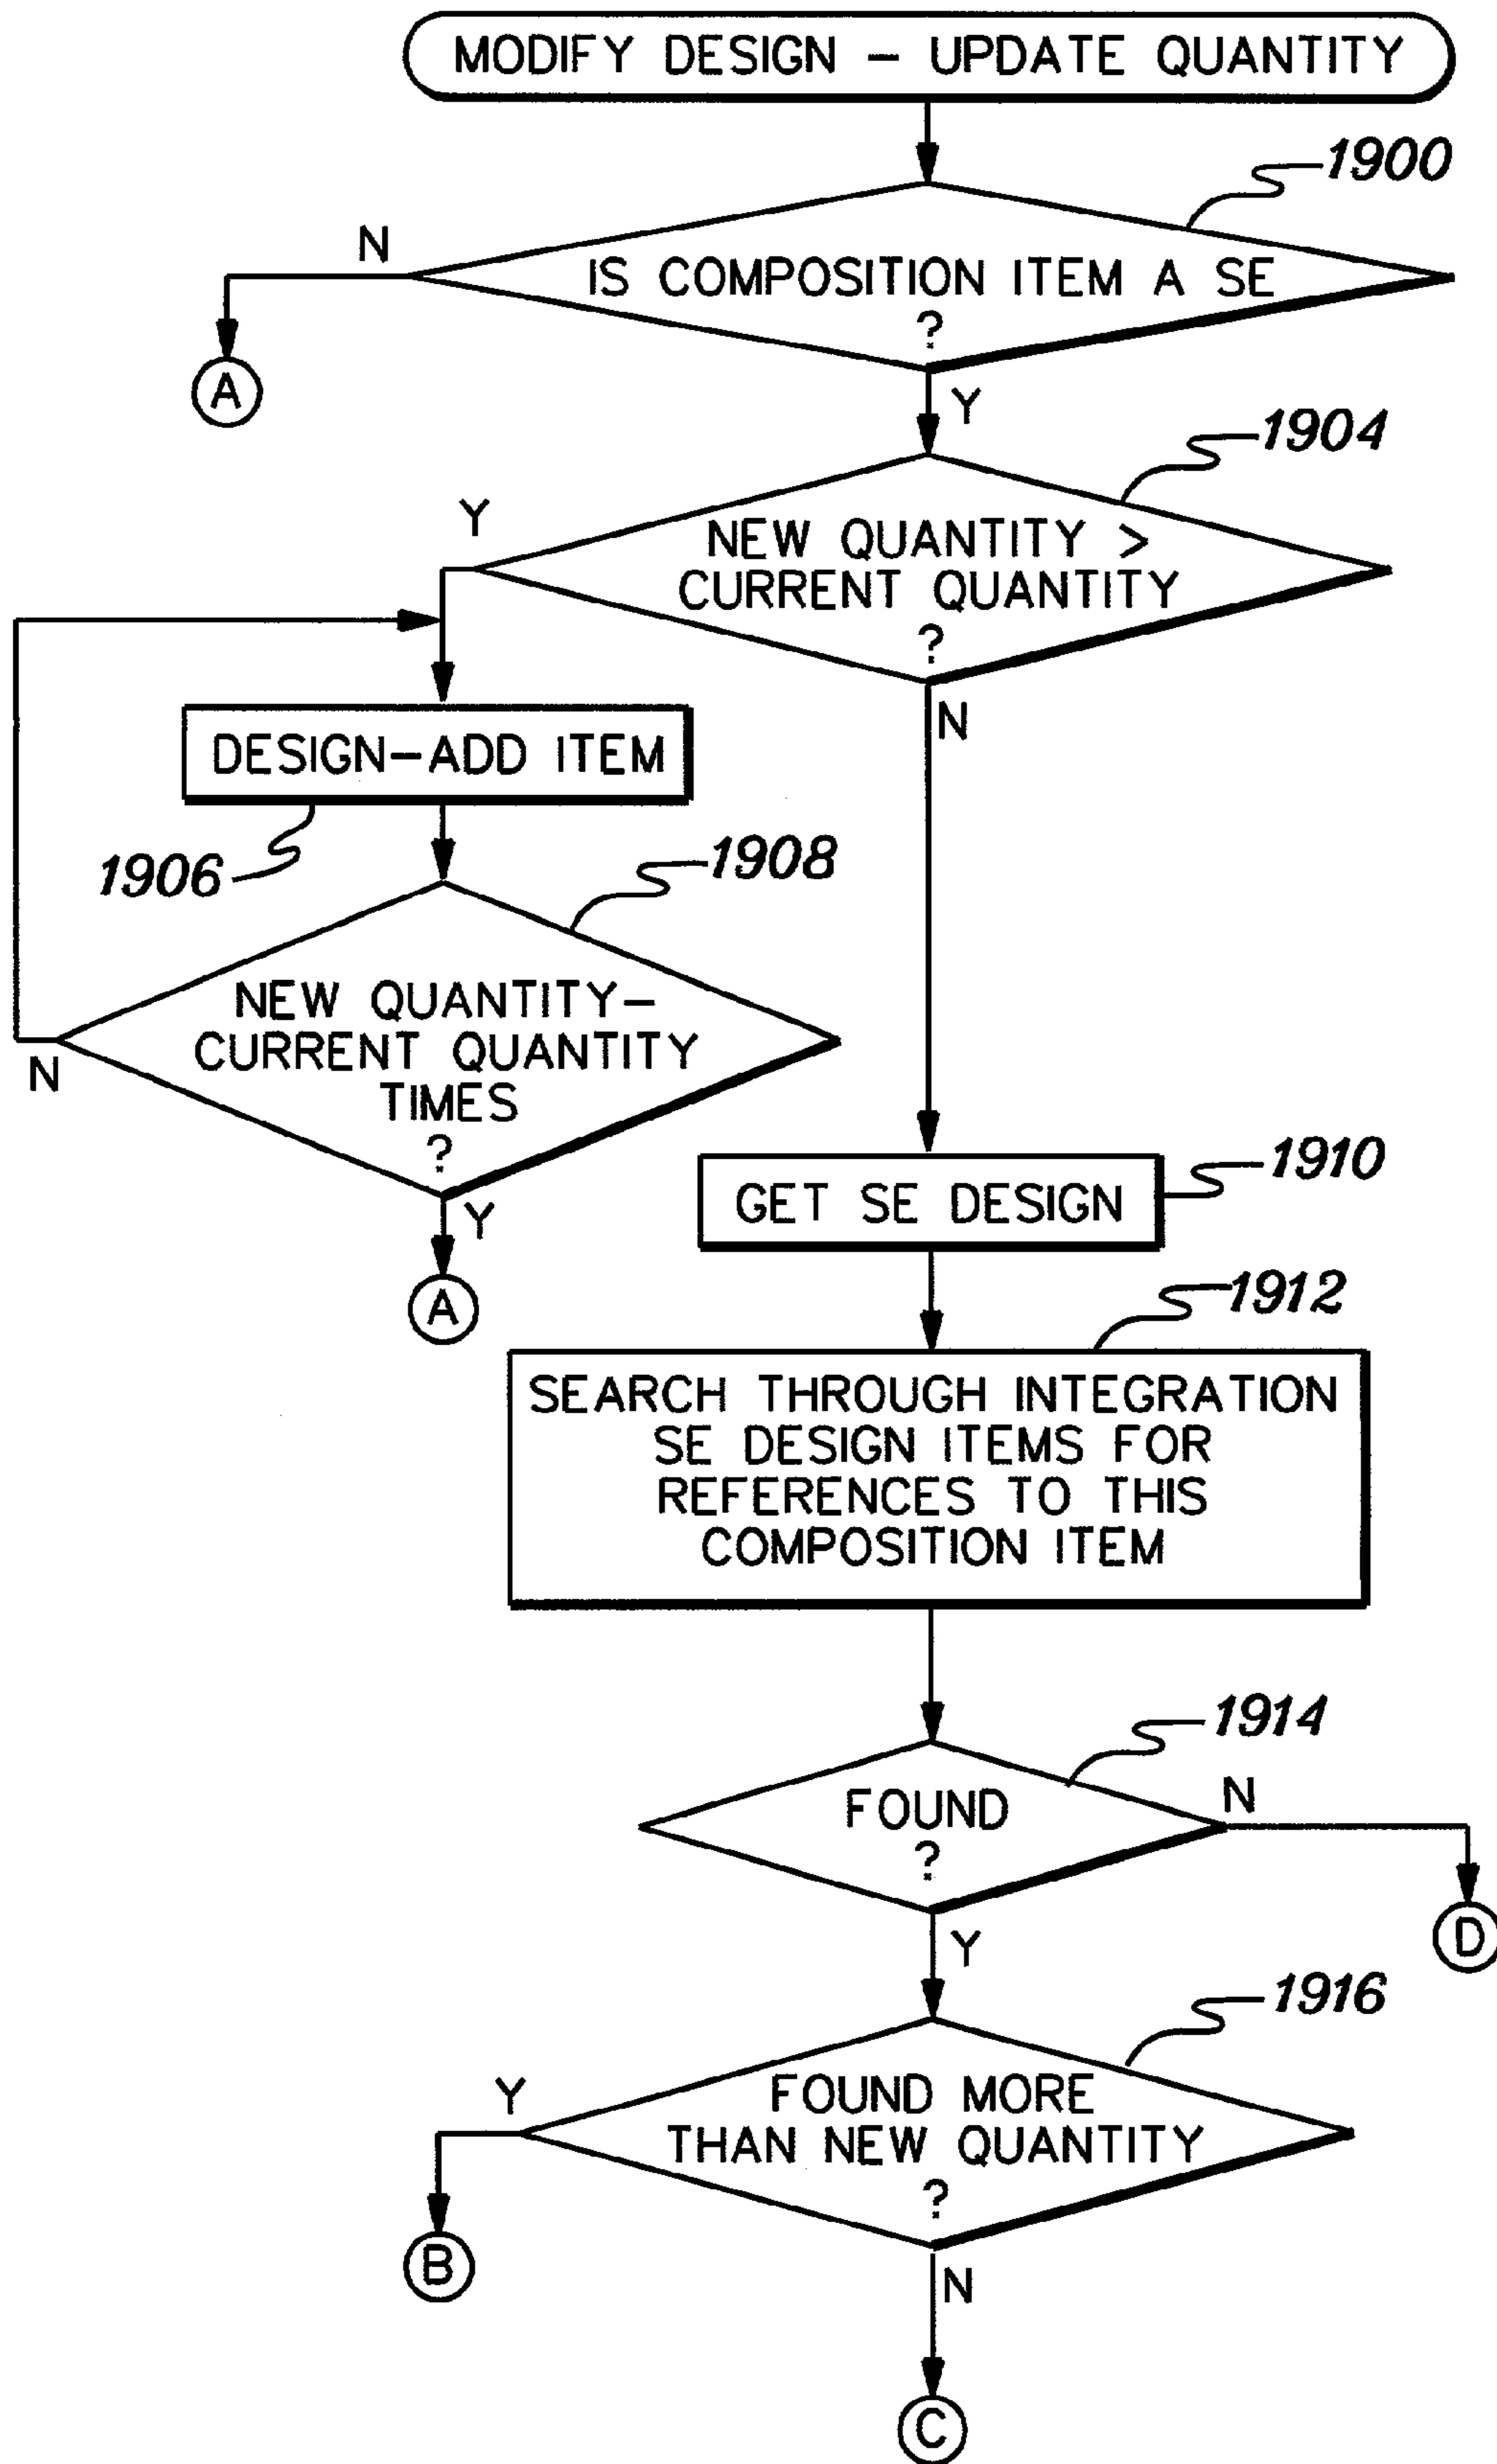 MODIFY DESIGN - UPDATE QUANTITY
1900
N
IS COMPOSITION ITEM A SE
?
A
Y
1904
Y
NEW QUANTITY >
CURRENT QUANTITY
?
N
DESIGN-ADD ITEM
1906
1908
NEW QUANTITY-
CURRENT QUANTITY
TIMES
?
N
Y
A
1910
GET SE DESIGN
1912
SEARCH THROUGH INTEGRATION
SE DESIGN ITEMS FOR
REFERENCES TO THIS
COMPOSITION ITEM
1914
FOUND
?
N
D
Y
1916
Y
FOUND MORE
THAN NEW QUANTITY
?
B
N
C